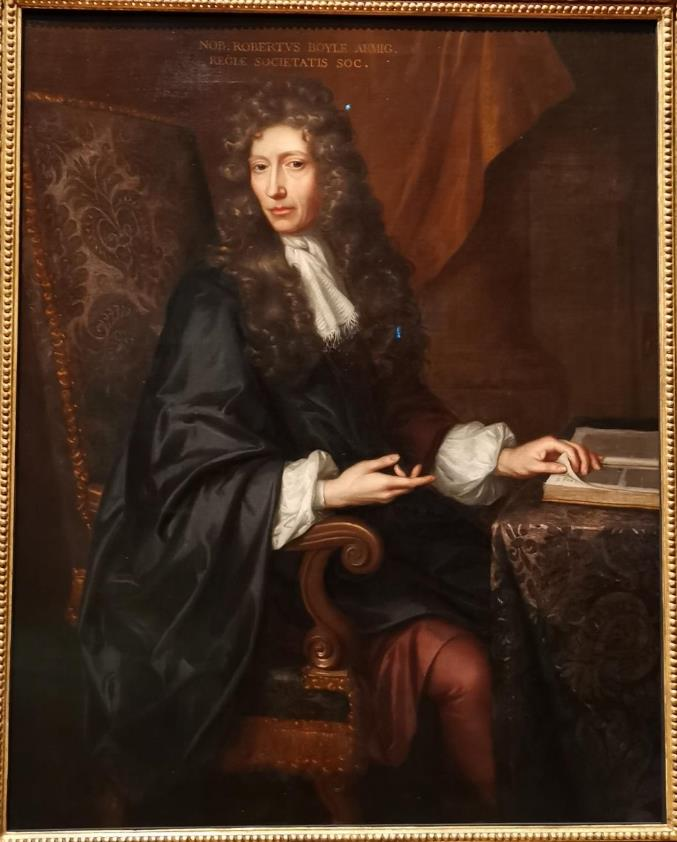 NOB. ROBERTVS BOYLE ARMIG.
REGIÆ SOCIETATIS SOC.